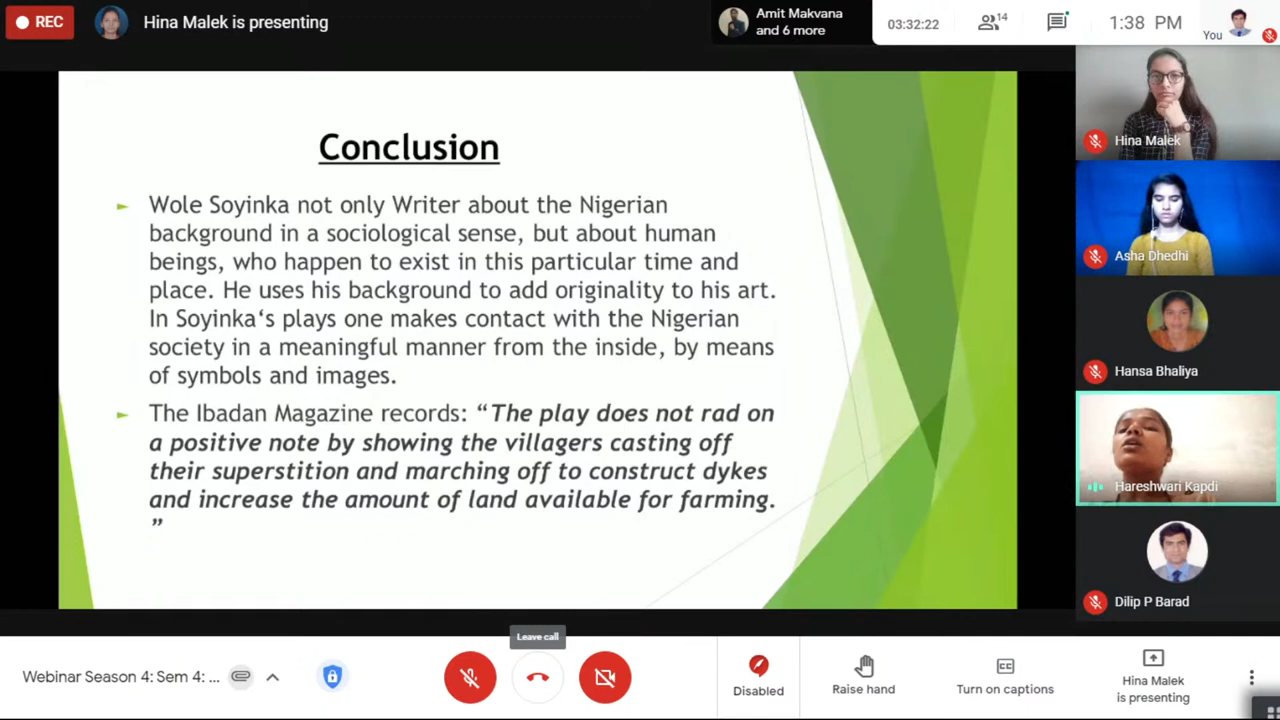 REC
Hina Malek is presenting
Amit Makvana
and 6 more
03:32:22
14
1:38 PM
You
Conclusion
Wole Soyinka not only Writer about the Nigerian
background in a sociological sense, but about human
beings, who happen to exist in this particular time and
place. He uses his background to add originality to his art.
In Soyinka‘s plays one makes contact with the Nigerian
society in a meaningful manner from the inside, by means
of symbols and images.
The Ibadan Magazine records: “The play does not rad on
a positive note by showing the villagers casting off
their superstition and marching off to construct dykes
and increase the amount of land available for farming.
”
Hina Malek
Asha Dhedhi
Hansa Bhaliya
Hareshwari Kapdi
Dilip P Barad
Leave call
Webinar Season 4: Sem 4: ...
Disabled
Raise hand
CC
Turn on captions
Hina Malek
is presenting